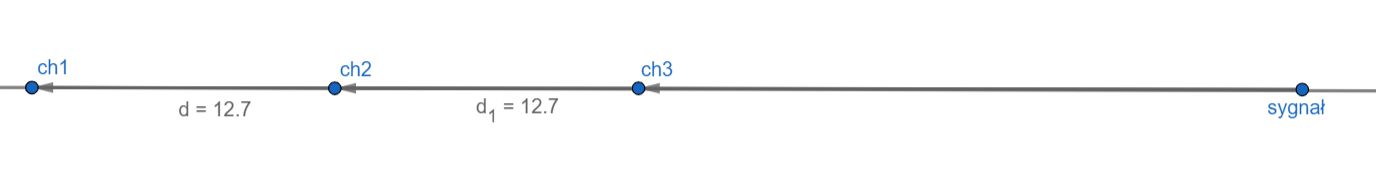 ch1
ch2
ch3
d = 12.7
d₁ = 12.7
sygnał